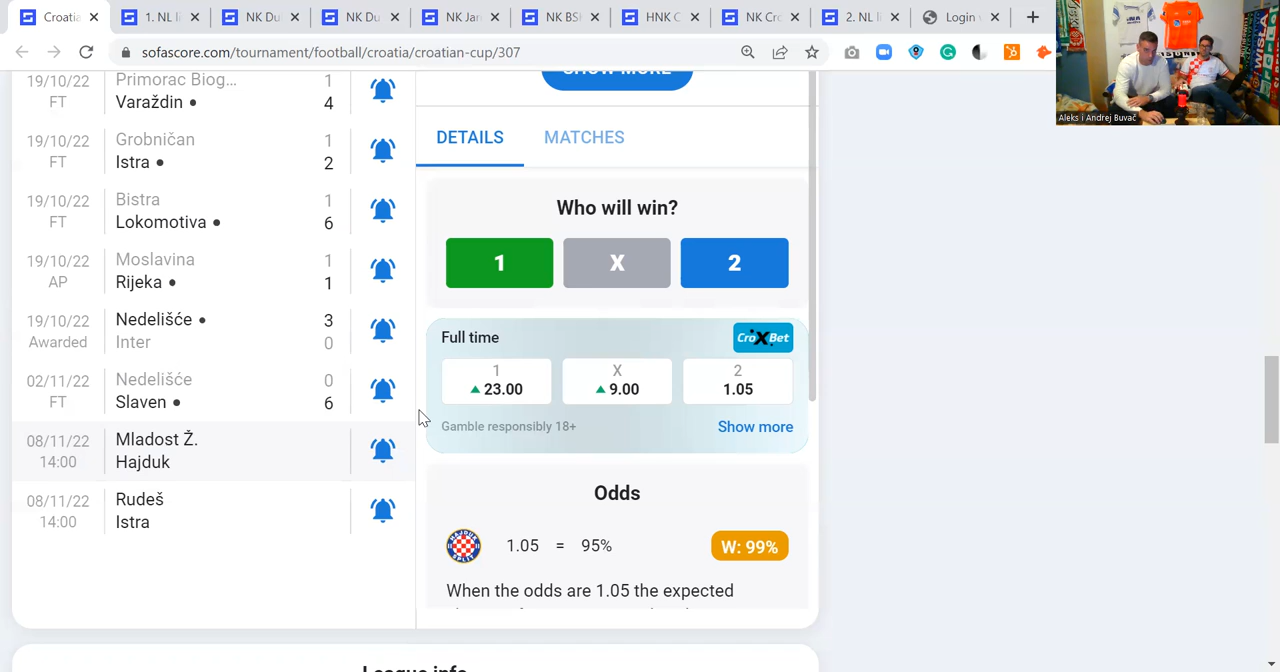 Croatia
1. NL li
NK Du
NK Du
NK Jar
NK BSI
HNK C
NK Cro
2. NL li
Login
sofascore.com/tournament/football/croatia/croatian-cup/307
Aleks i Andrej Buvač
19/10/22 Primorac Biog... 1
FT Varaždin 4
19/10/22 Grobničan 1
FT Istra 2
19/10/22 Bistra 1
FT Lokomotiva 6
19/10/22 Moslavina 1
AP Rijeka 1
19/10/22 Nedelišće 3
Awarded Inter 0
02/11/22 Nedelišće 0
FT Slaven 6
08/11/22 Mladost Ž.
14:00 Hajduk
08/11/22 Rudeš
14:00 Istra
SHOW MORE
DETAILS MATCHES
Who will win?
1 X 2
Full time CroXBet
1 X 2
23.00 9.00 1.05
Gamble responsibly 18+ Show more
Odds
1.05 = 95% W: 99%
When the odds are 1.05 the expected
League info